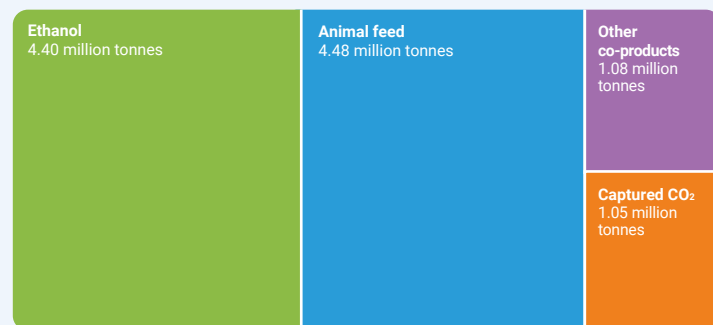 Ethanol
4.40 million tonnes
Animal feed
4.48 million tonnes
Other
co-products
1.08 million
tonnes
Captured CO₂
1.05 million
tonnes